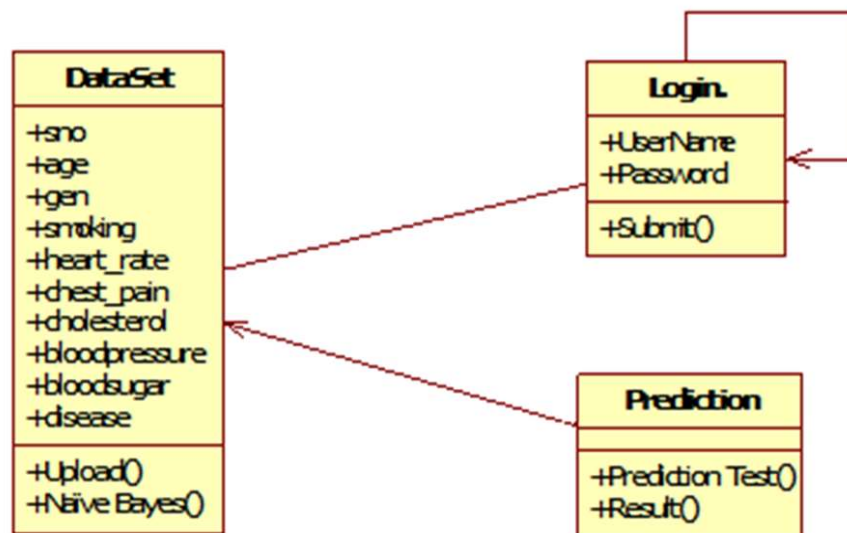 DataSet
+sno
+age
+gen
+smoking
+heart_rate
+chest_pain
+cholesterol
+bloodpressure
+bloodsugar
+disease
+Upload()
+Naïve Bayes()
Login.
+UserName
+Password
+Submit()
Prediction
+Prediction Test()
+Result()